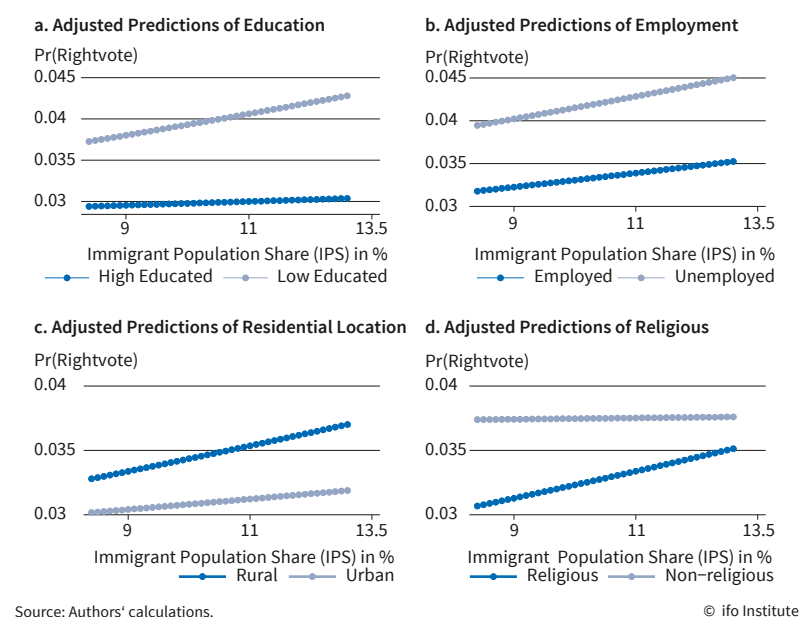 a. Adjusted Predictions of Education
Pr(Rightvote)
0.045
0.04
0.035
0.03
9 11 13.5
Immigrant Population Share (IPS) in %
High Educated Low Educated
b. Adjusted Predictions of Employment
Pr(Rightvote)
0.045
0.04
0.035
0.03
9 11 13.5
Immigrant Population Share (IPS) in %
Employed Unemployed
c. Adjusted Predictions of Residential Location
Pr(Rightvote)
0.04
0.035
0.03
9 11 13.5
Immigrant Population Share (IPS) in %
Rural Urban
d. Adjusted Predictions of Religious
Pr(Rightvote)
0.04
0.035
0.03
9 11 13.5
Immigrant Population Share (IPS) in %
Religious Non−religious
Source: Authors‘ calculations.
© ifo Institute